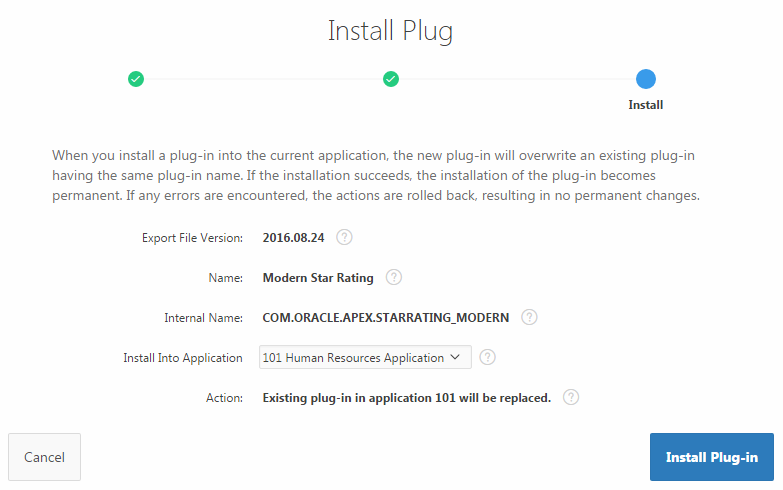 Install Plug
Install
When you install a plug-in into the current application, the new plug-in will overwrite an existing plug-in
having the same plug-in name. If the installation succeeds, the installation of the plug-in becomes
permanent. If any errors are encountered, the actions are rolled back, resulting in no permanent changes.
Export File Version: 2016.08.24 ?
Name: Modern Star Rating ?
Internal Name: COM.ORACLE.APEX.STARRATING_MODERN ?
Install Into Application 101 Human Resources Application ?
Action: Existing plug-in in application 101 will be replaced. ?
Cancel Install Plug-in